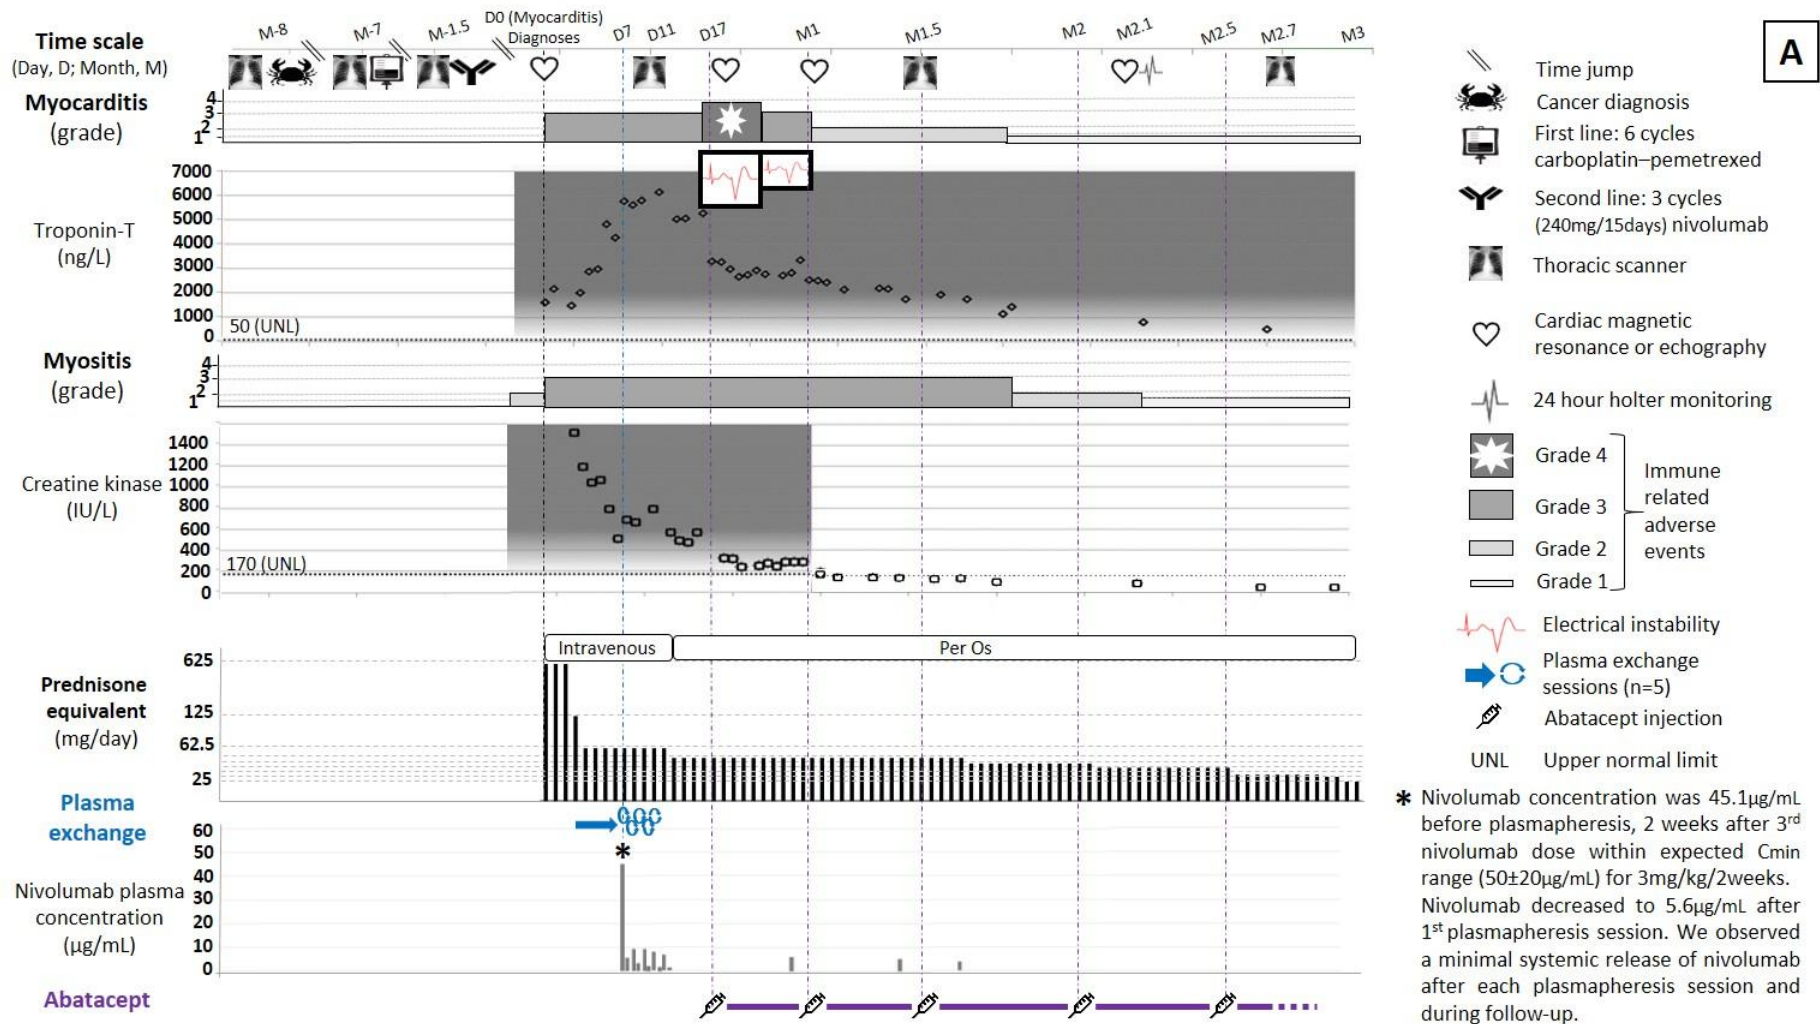 A
Time scale
(Day, D; Month, M)
M-8
M-7
M-1.5
D0 (Myocarditis)
Diagnoses
D7
D11
D17
M1
M1.5
M2
M2.1
M2.5
M2.7
M3
Myocarditis
(grade)
4
3
2
1
Troponin-T
(ng/L)
7000
6000
5000
4000
3000
2000
1000
0
50 (UNL)
Myositis
(grade)
4
3
2
1
Creatine kinase
(IU/L)
1400
1200
1000
800
600
400
200
0
170 (UNL)
Intravenous
Per Os
Prednisone
equivalent
(mg/day)
625
125
62.5
25
Plasma
exchange
Nivolumab plasma
concentration
(µg/mL)
60
50
40
30
20
10
0
*
Abatacept
Time jump
Cancer diagnosis
First line: 6 cycles
carboplatin–pemetrexed
Second line: 3 cycles
(240mg/15days) nivolumab
Thoracic scanner
Cardiac magnetic
resonance or echography
24 hour holter monitoring
Grade 4
Grade 3
Grade 2
Grade 1
Immune
related
adverse
events
Electrical instability
Plasma exchange
sessions (n=5)
Abatacept injection
UNL Upper normal limit
* Nivolumab concentration was 45.1µg/mL
before plasmapheresis, 2 weeks after 3rd
nivolumab dose within expected Cmin
range (50±20µg/mL) for 3mg/kg/2weeks.
Nivolumab decreased to 5.6µg/mL after
1st plasmapheresis session. We observed
a minimal systemic release of nivolumab
after each plasmapheresis session and
during follow-up.